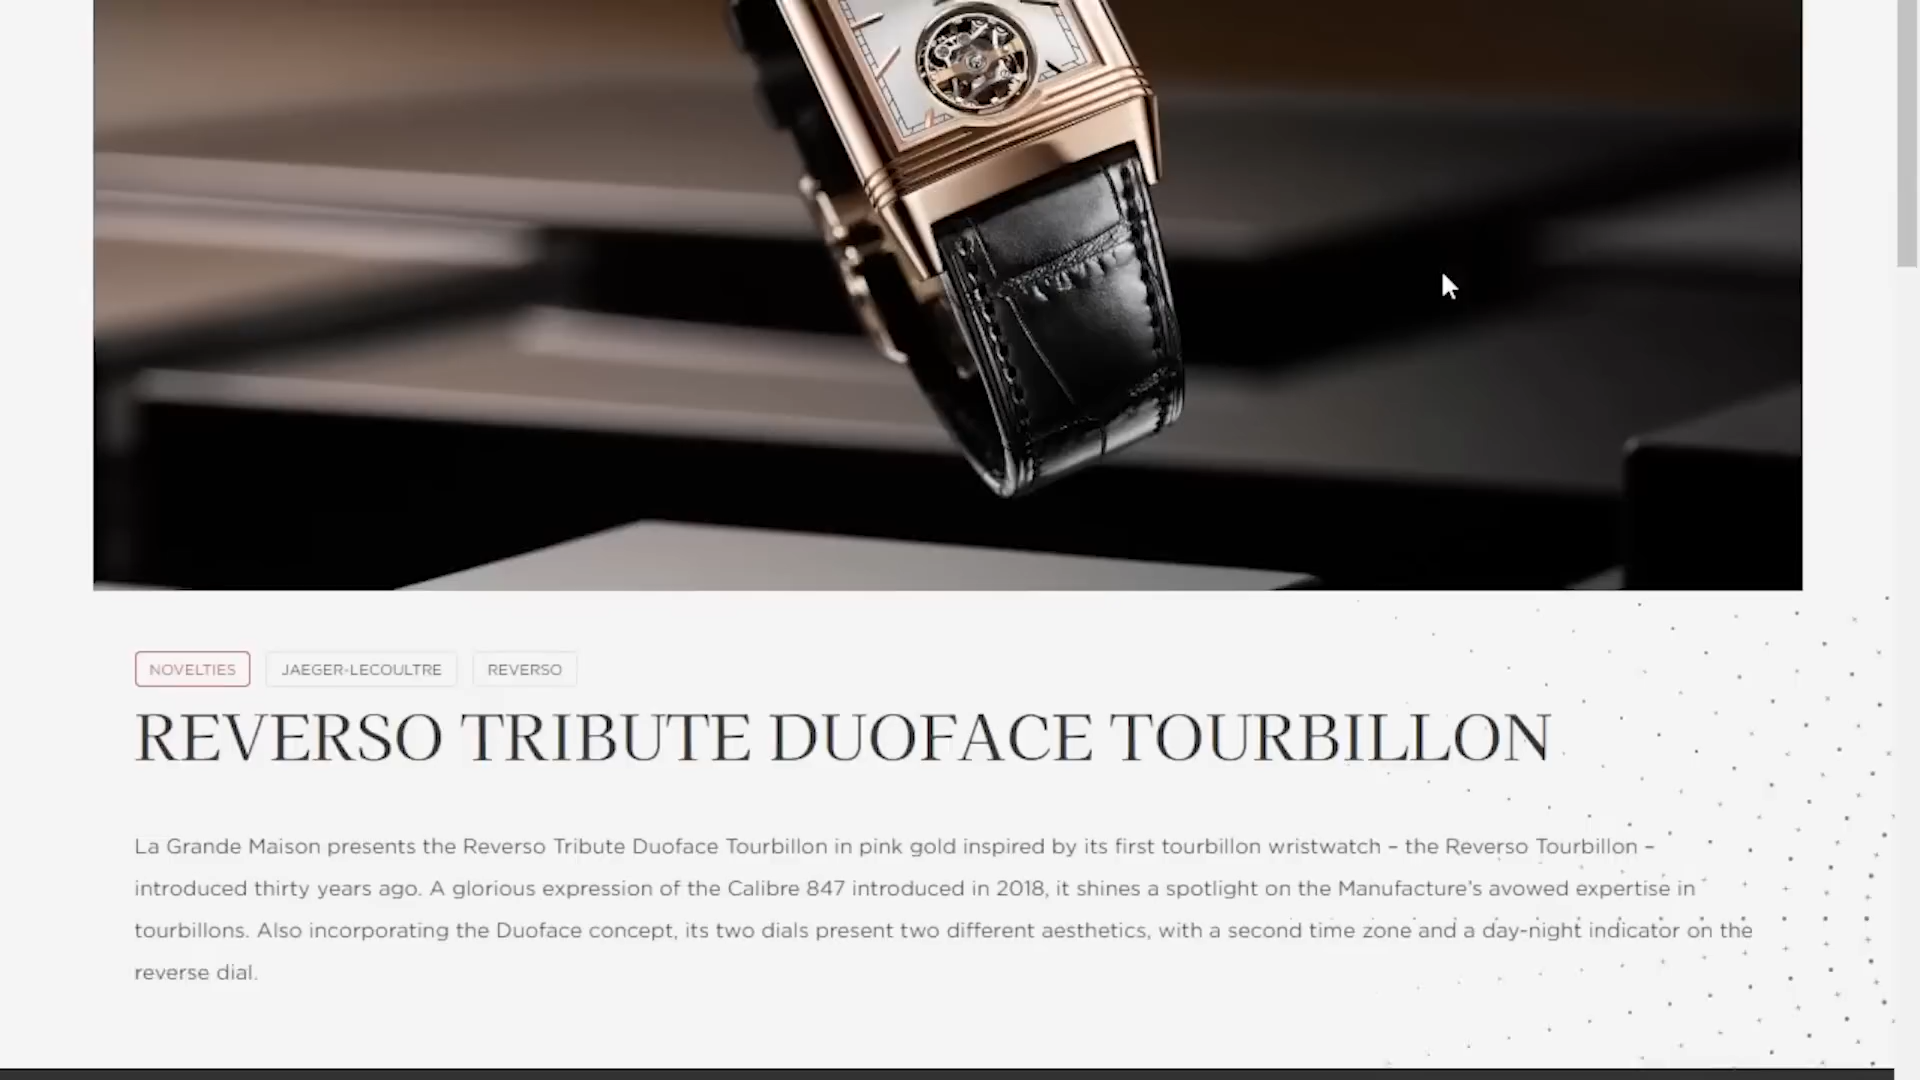 NOVELTIES
JAEGER-LECOULTRE
REVERSO
REVERSO TRIBUTE DUOFACE TOURBILLON
La Grande Maison presents the Reverso Tribute Duoface Tourbillon in pink gold inspired by its first tourbillon wristwatch – the Reverso Tourbillon –
introduced thirty years ago. A glorious expression of the Calibre 847 introduced in 2018, it shines a spotlight on the Manufacture's avowed expertise in
tourbillons. Also incorporating the Duoface concept, its two dials present two different aesthetics, with a second time zone and a day-night indicator on the
reverse dial.